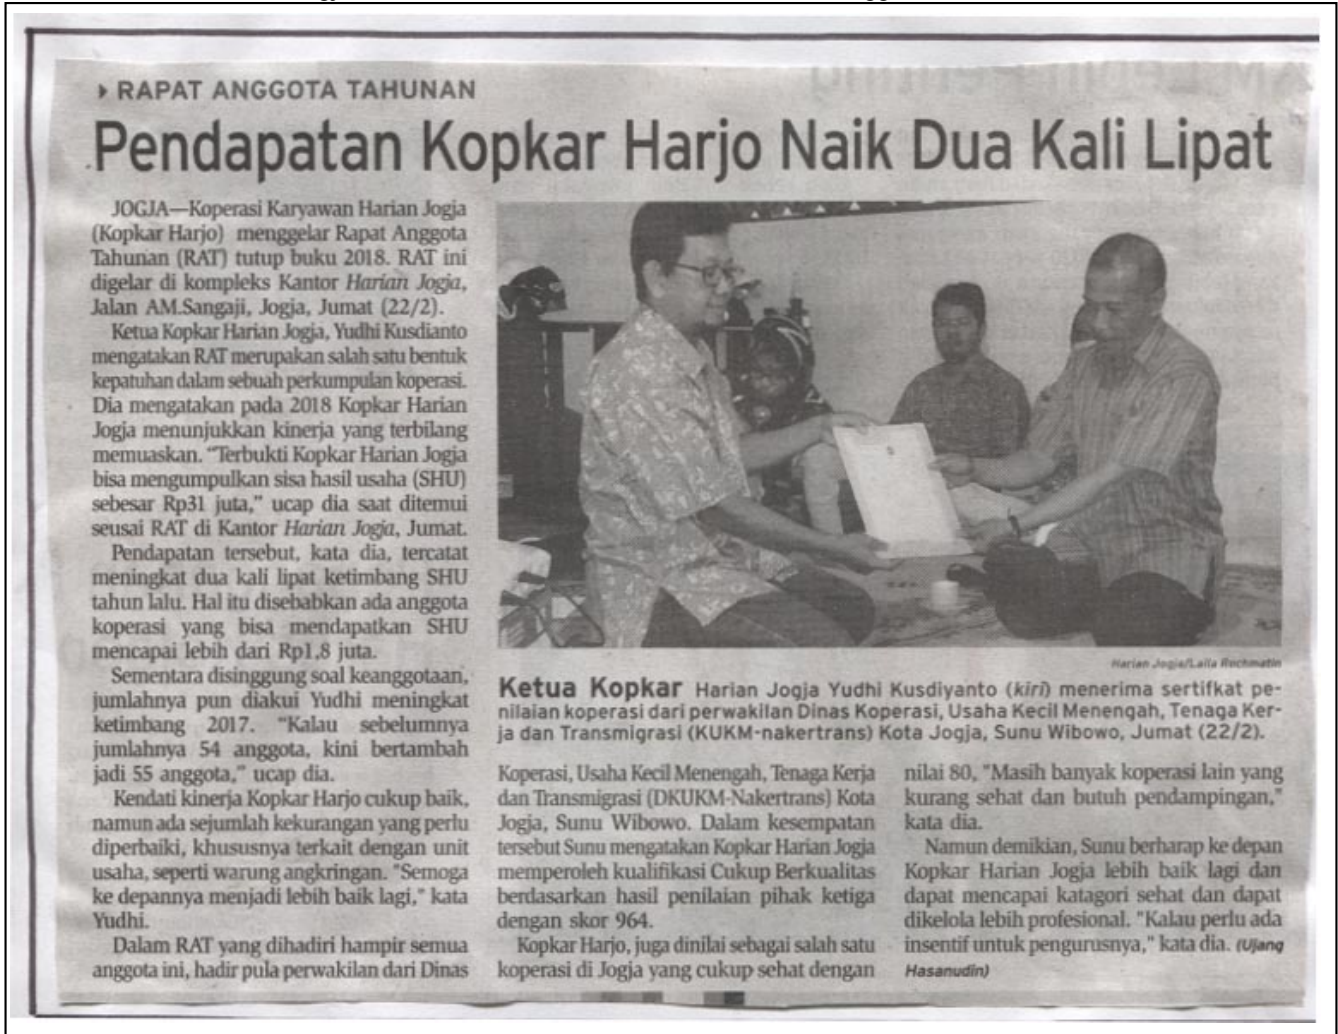 RAPAT ANGGOTA TAHUNAN
Pendapatan Kopkar Harjo Naik Dua Kali Lipat
JOGJA—Koperasi Karyawan Harian Jogja
(Kopkar Harjo) menggelar Rapat Anggota
Tahunan (RAT) tutup buku 2018. RAT ini
digelar di kompleks Kantor Harian Jogja,
Jalan AM.Sangaji, Jogja, Jumat (22/2).
Ketua Kopkar Harian Jogja, Yudhi Kusdianto
mengatakan RAT merupakan salah satu bentuk
kepatuhan dalam sebuah perkumpulan koperasi.
Dia mengatakan pada 2018 Kopkar Harian
Jogja menunjukkan kinerja yang terbilang
memuaskan. "Terbukti Kopkar Harian Jogja
bisa mengumpulkan sisa hasil usaha (SHU)
sebesar Rp31 juta," ucap dia saat ditemui
seusai RAT di Kantor Harian Jogja, Jumat.
Pendapatan tersebut, kata dia, tercatat
meningkat dua kali lipat ketimbang SHU
tahun lalu. Hal itu disebabkan ada anggota
koperasi yang bisa mendapatkan SHU
mencapai lebih dari Rp1,8 juta.
Sementara disinggung soal keanggotaan,
jumlahnya pun diakui Yudhi meningkat
ketimbang 2017. "Kalau sebelumnya
jumlahnya 54 anggota, kini bertambah
jadi 55 anggota," ucap dia.
Kendati kinerja Kopkar Harjo cukup baik,
namun ada sejumlah kekurangan yang perlu
diperbaiki, khususnya terkait dengan unit
usaha, seperti warung angkringan. "Semoga
ke depannya menjadi lebih baik lagi," kata
Yudhi.
Dalam RAT yang dihadiri hampir semua
anggota ini, hadir pula perwakilan dari Dinas
Harian Jogja/Laila Rochmatin
Ketua Kopkar Harian Jogja Yudhi Kusdiyanto (kiri) menerima sertifkat pe-
nilaian koperasi dari perwakilan Dinas Koperasi, Usaha Kecil Menengah, Tenaga Ker-
ja dan Transmigrasi (KUKM-nakertrans) Kota Jogja, Sunu Wibowo, Jumat (22/2).
Koperasi, Usaha Kecil Menengah, Tenaga Kerja
dan Transmigrasi (DKUKM-Nakertrans) Kota
Jogja, Sunu Wibowo. Dalam kesempatan
tersebut Sunu mengatakan Kopkar Harian Jogja
memperoleh kualifikasi Cukup Berkualitas
berdasarkan hasil penilaian pihak ketiga
dengan skor 964.
Kopkar Harjo, juga dinilai sebagai salah satu
koperasi di Jogja yang cukup sehat dengan
nilai 80, "Masih banyak koperasi lain yang
kurang sehat dan butuh pendampingan,"
kata dia.
Namun demikian, Sunu berharap ke depan
Kopkar Harian Jogja lebih baik lagi dan
dapat mencapai katagori sehat dan dapat
dikelola lebih profesional. "Kalau perlu ada
insentif untuk pengurusnya," kata dia. (Ujang
Hasanudin)